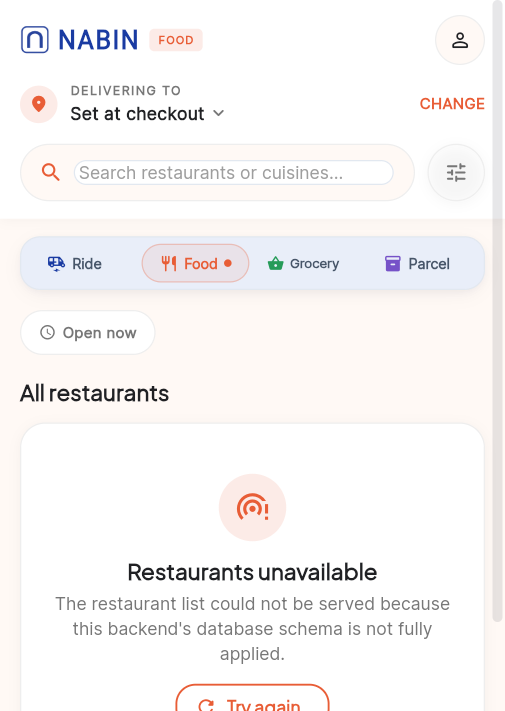 NABIN FOOD
DELIVERING TO
Set at checkout
CHANGE
Search restaurants or cuisines...
Ride Food Grocery Parcel
Open now
All restaurants
Restaurants unavailable
The restaurant list could not be served because
this backend's database schema is not fully
applied.
Try again